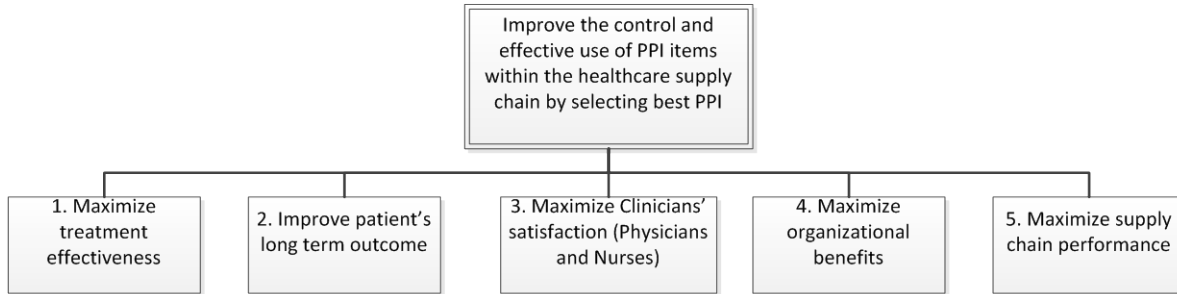 Improve the control and
effective use of PPI items
within the healthcare supply
chain by selecting best PPI
1. Maximize
treatment
effectiveness
2. Improve patient’s
long term outcome
3. Maximize Clinicians’
satisfaction (Physicians
and Nurses)
4. Maximize
organizational
benefits
5. Maximize supply
chain performance